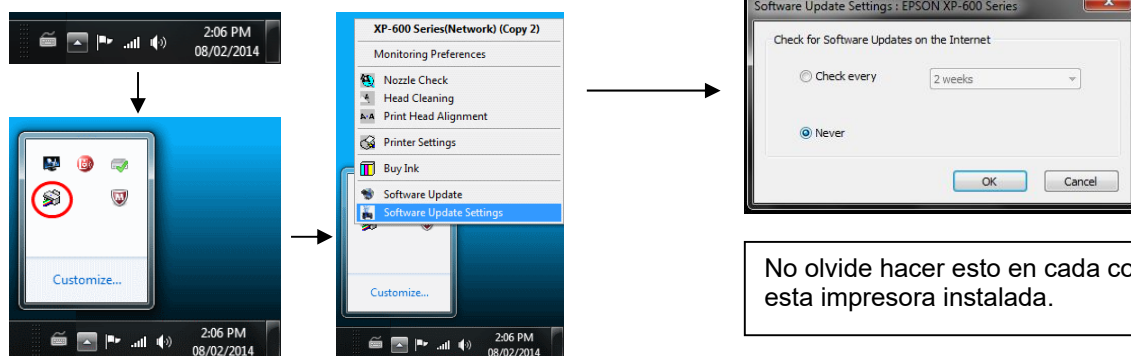 2:06 PM
08/02/2014
Customize...
2:06 PM
08/02/2014
XP-600 Series(Network) (Copy 2)
Monitoring Preferences
Nozzle Check
Head Cleaning
A·A Print Head Alignment
Printer Settings
Buy Ink
Software Update
Software Update Settings
Customize...
2:06 PM
08/02/2014
Software Update Settings : EPSON XP-600 Series
Check for Software Updates on the Internet
Check every 2 weeks
Never
OK Cancel
No olvide hacer esto en cada
esta impresora instalada.